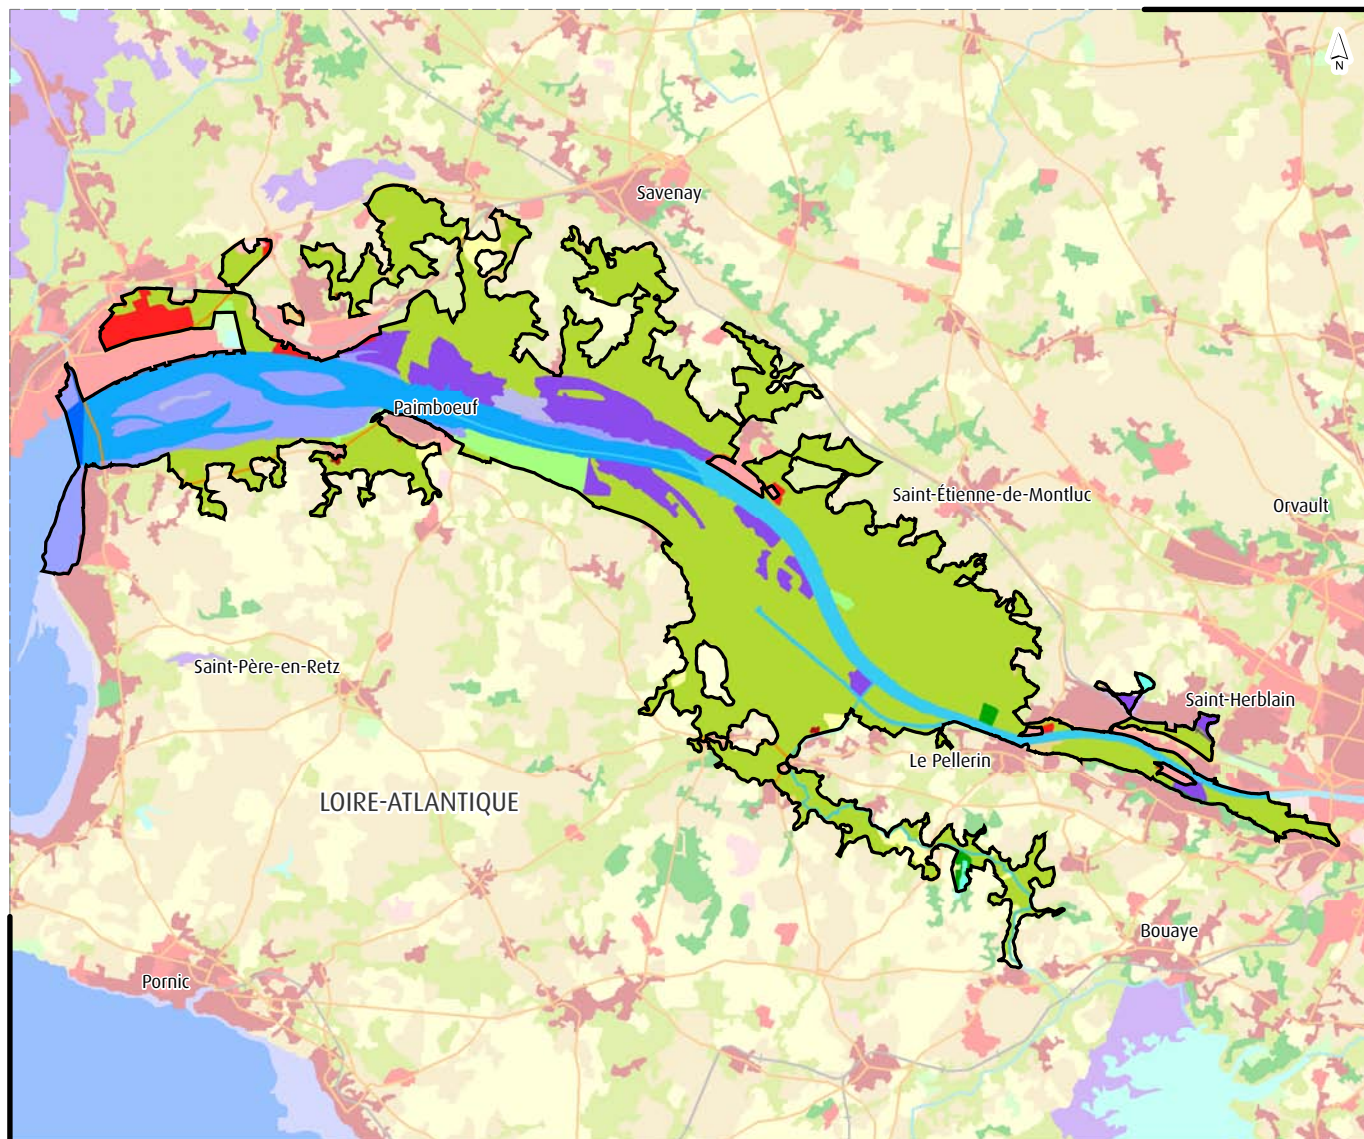 N
Savenay
Paimboeuf
Saint-Étienne-de-Montluc
Orvault
Saint-Père-en-Retz
Saint-Herblain
Le Pellerin
LOIRE-ATLANTIQUE
Bouaye
Pornic